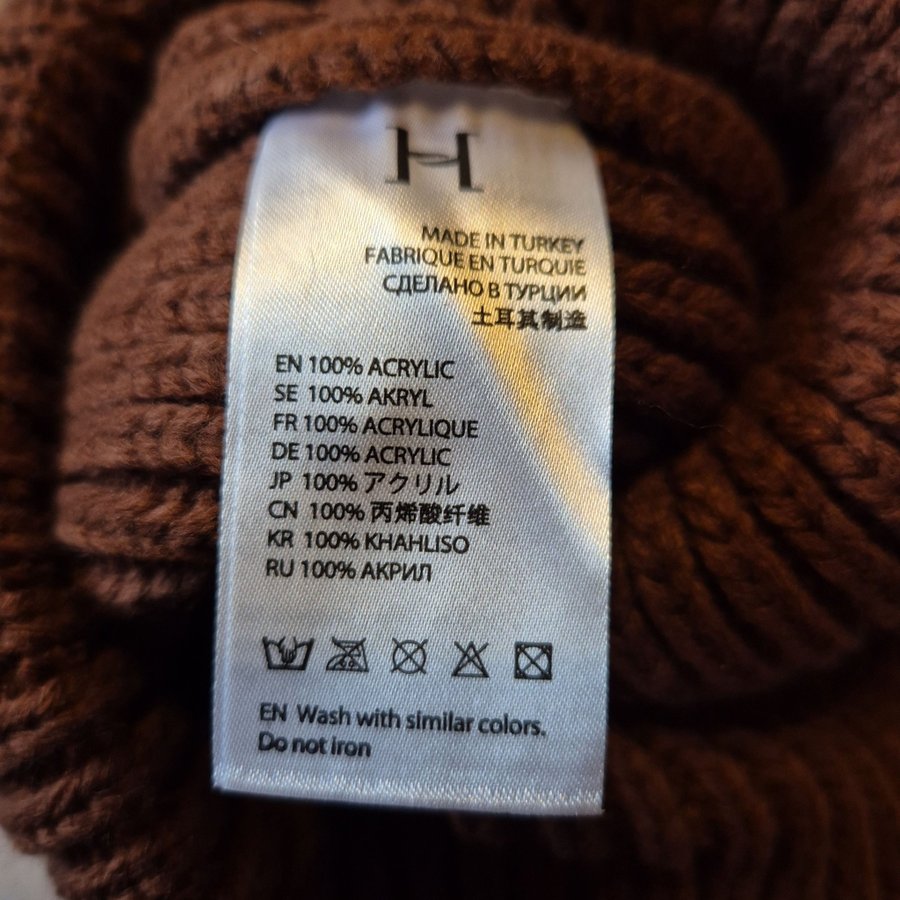 H
MADE IN TURKEY
FABRIQUE EN TURQUIE
СДЕЛАНО В ТУРЦИИ
土耳其制造
EN 100% ACRYLIC
SE 100% AKRYL
FR 100% ACRYLIQUE
DE 100% ACRYLIC
JP 100% アクリル
CN 100% 丙烯酸纤维
KR 100% KHAHLISO
RU 100% АКРИЛ
EN Wash with similar colors.
Do not iron